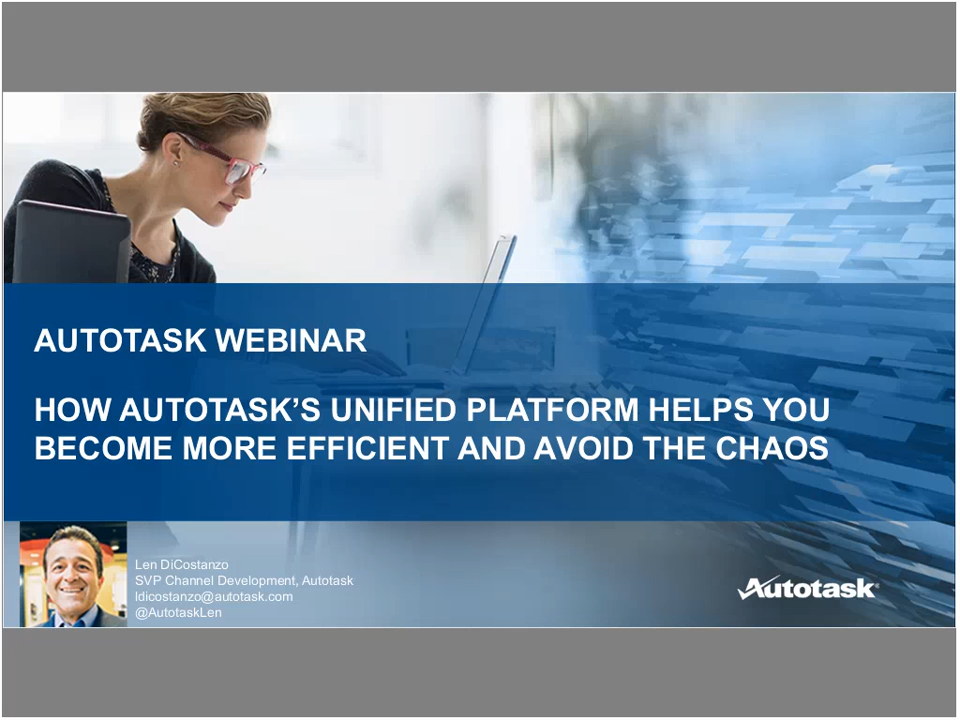 AUTOTASK WEBINAR
HOW AUTOTASK’S UNIFIED PLATFORM HELPS YOU
BECOME MORE EFFICIENT AND AVOID THE CHAOS
Len DiCostanzo
SVP Channel Development, Autotask
ldicostanzo@autotask.com
@AutotaskLen
Autotask®